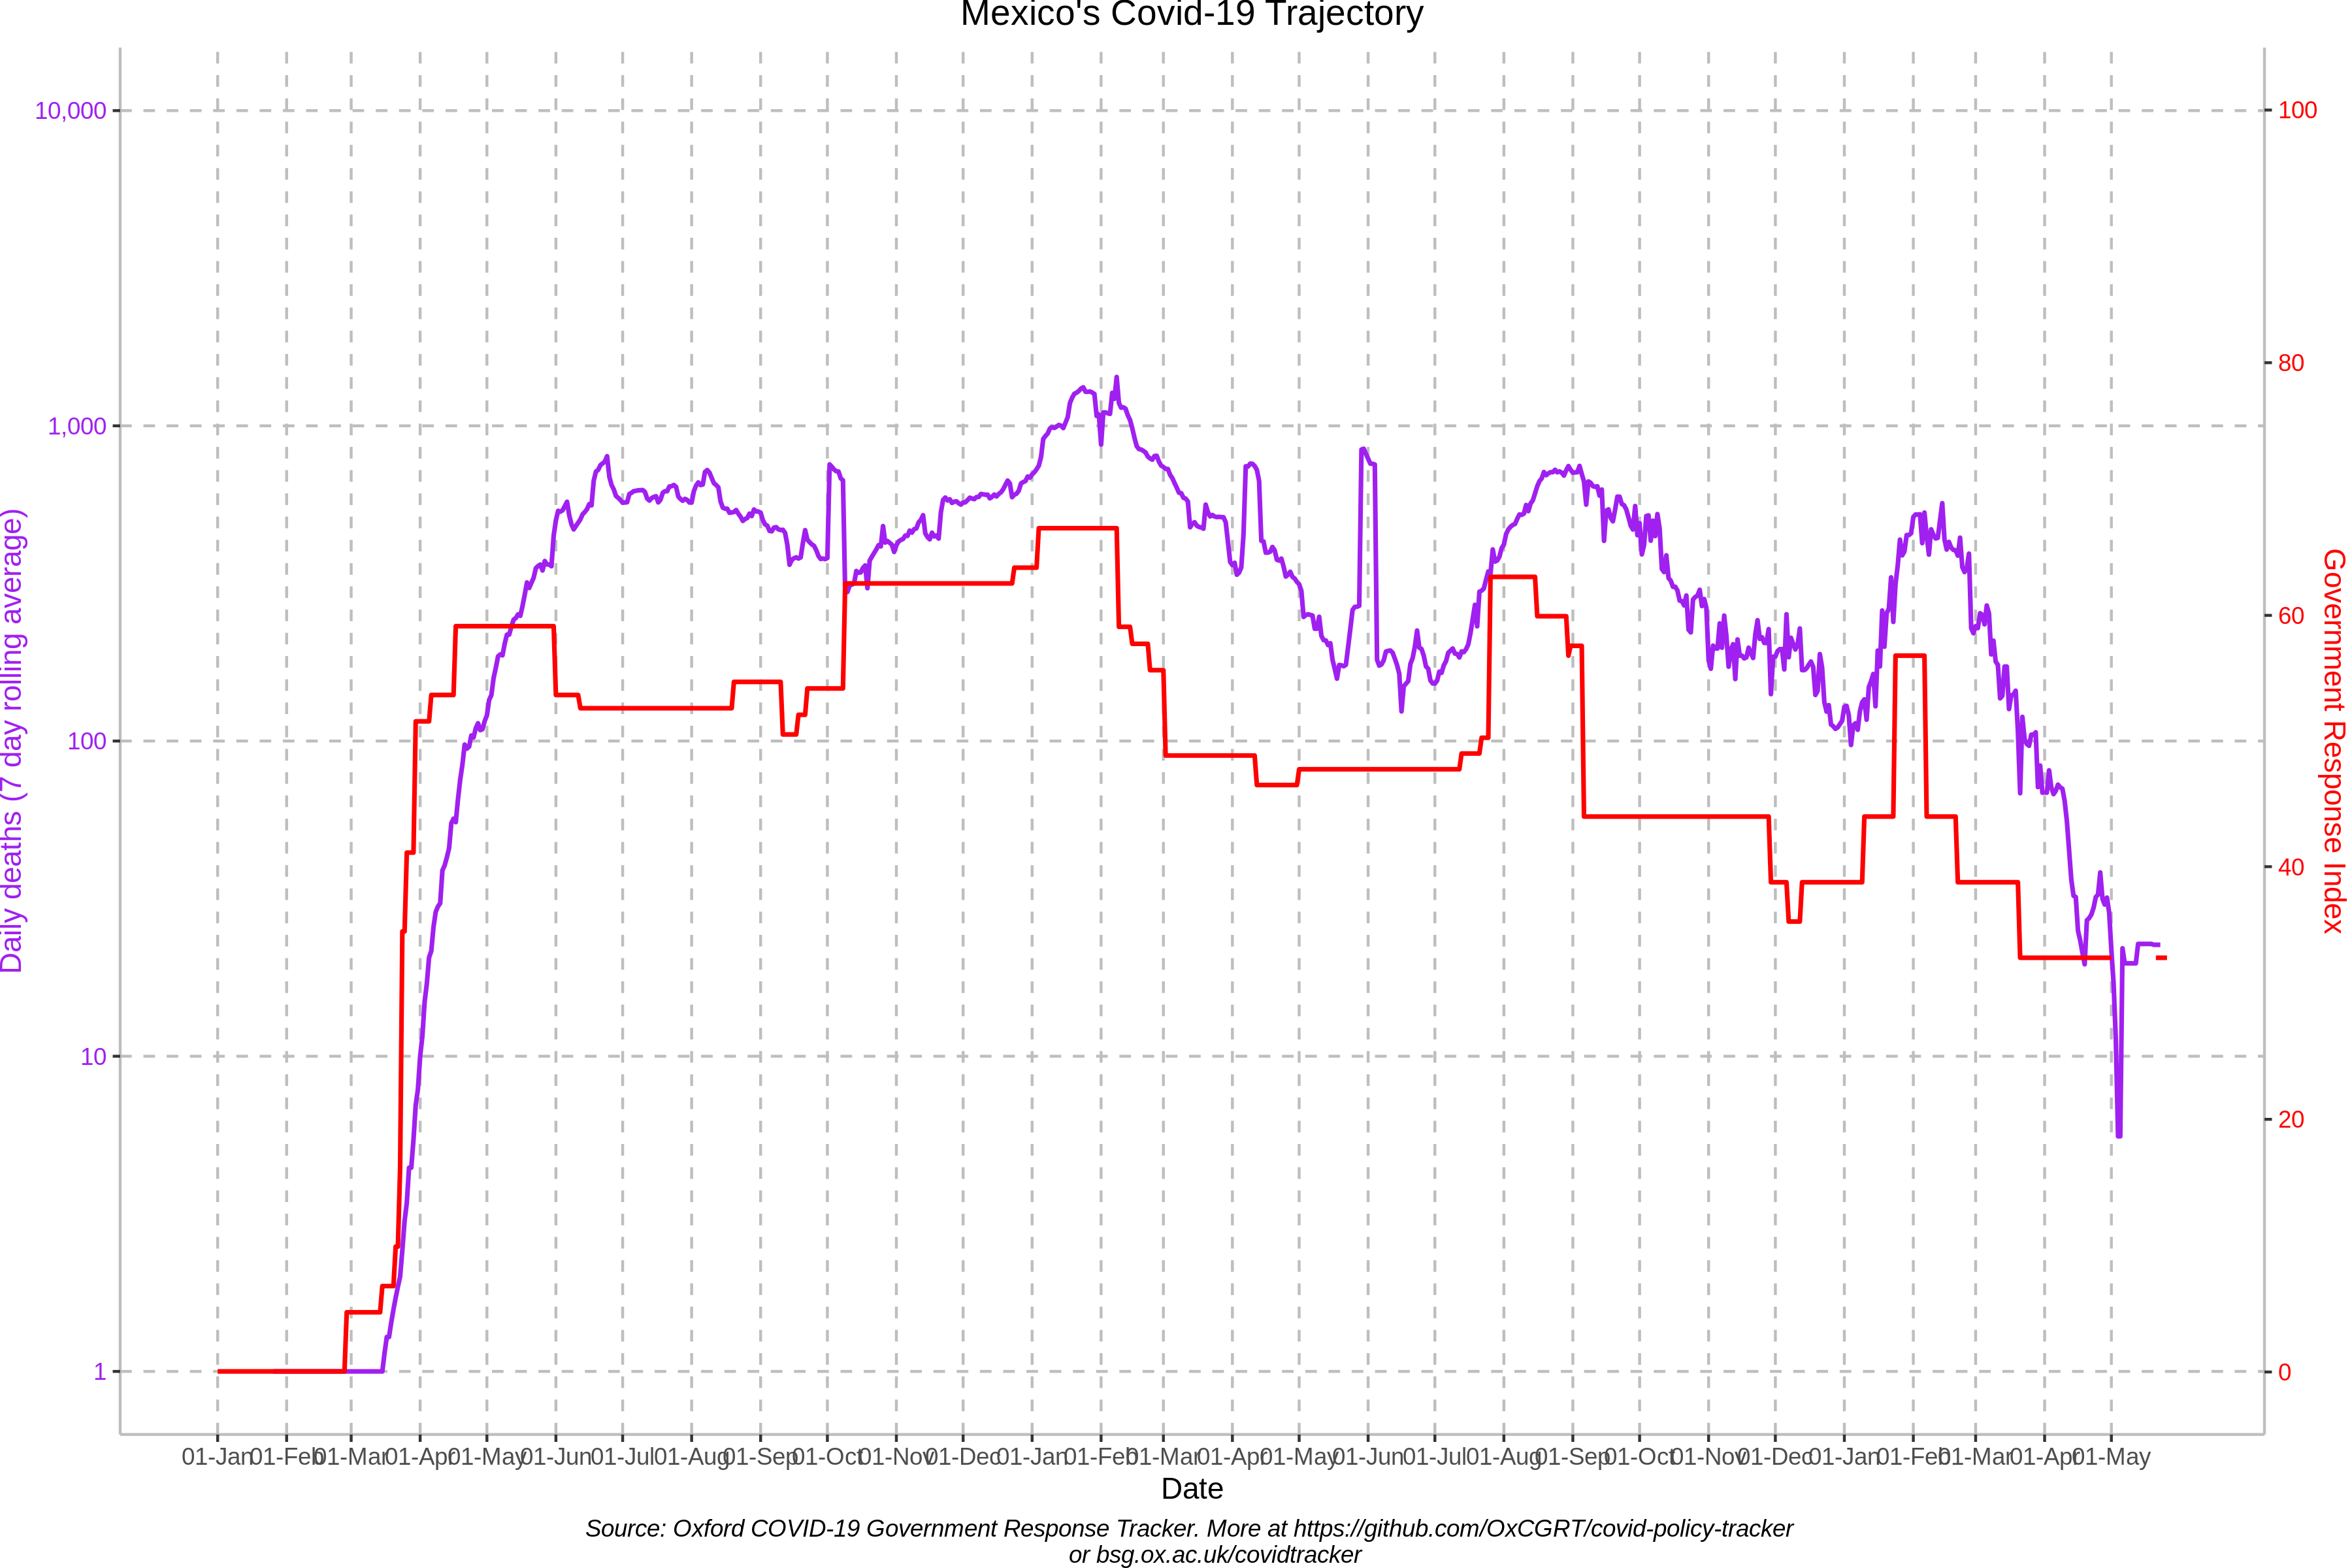 Mexico's Covid-19 Trajectory
10,000
1,000
100
10
1
Daily deaths (7 day rolling average)
100
80
60
40
20
0
Government Response Index
01-Jan 01-Feb 01-Mar 01-Apr 01-May 01-Jun 01-Jul 01-Aug 01-Sep 01-Oct 01-Nov 01-Dec 01-Jan 01-Feb 01-Mar 01-Apr 01-May 01-Jun 01-Jul 01-Aug 01-Sep 01-Oct 01-Nov 01-Dec 01-Jan 01-Feb 01-Mar 01-Apr 01-May
Date
Source: Oxford COVID-19 Government Response Tracker. More at https://github.com/OxCGRT/covid-policy-tracker
or bsg.ox.ac.uk/covidtracker